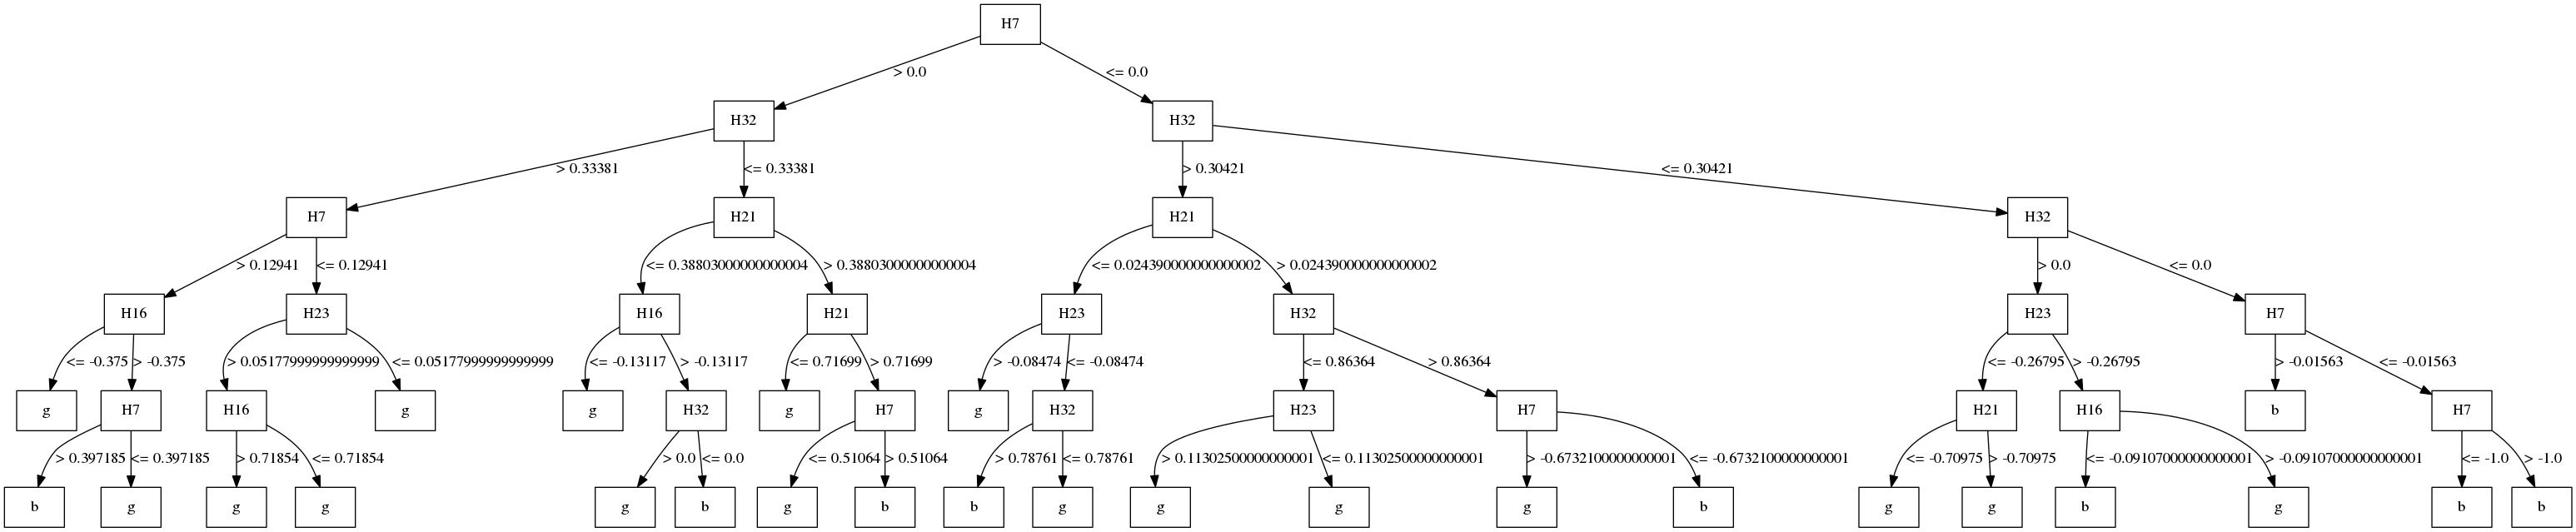 H7
> 0.0 <= 0.0
H32 H32
> 0.33381 <= 0.33381 > 0.30421 <= 0.30421
H7 H21 H21 H32
> 0.12941 <= 0.12941 <= 0.38803000000000004 > 0.38803000000000004 <= 0.024390000000000002 > 0.024390000000000002 > 0.0 <= 0.0
H16 H23 H16 H21 H23 H32 H23 H7
<= -0.375 > -0.375 > 0.05177999999999999 <= 0.05177999999999999 <= -0.13117 > -0.13117 <= 0.71699 > 0.71699 > -0.08474 <= -0.08474 <= 0.86364 > 0.86364 <= -0.26795 > -0.26795 > -0.01563 <= -0.01563
g H7 H16 g g H32 g H7 g H32 H23 H7 H21 H16 b H7
> 0.397185 <= 0.397185 > 0.71854 <= 0.71854 > 0.0 <= 0.0 <= 0.51064 > 0.51064 > 0.78761 <= 0.78761 > 0.11302500000000001 <= 0.11302500000000001 > -0.6732100000000001 <= -0.6732100000000001 <= -0.70975 > -0.70975 <= -0.09107000000000001 > -0.09107000000000001 <= -1.0 > -1.0
b g g g g b g b b g g g g b g g b g b b